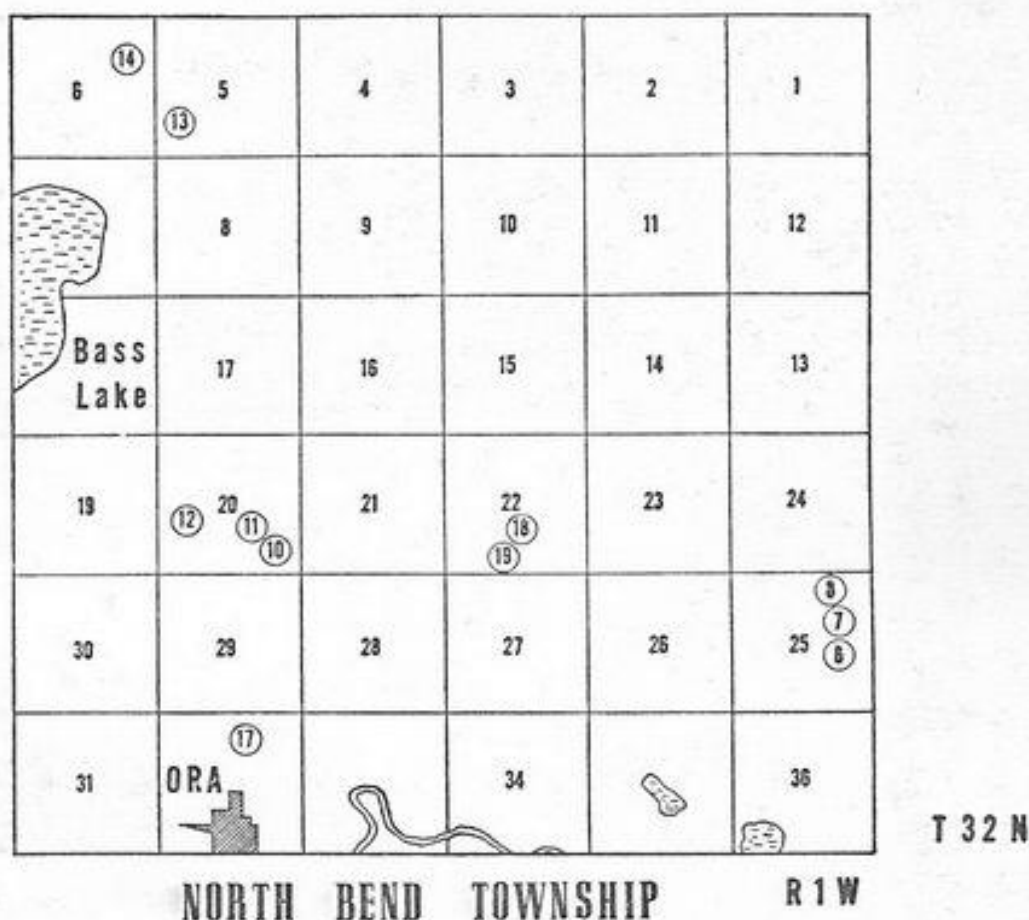 6 14 5 4 3 2 1
13
8 9 10 11 12
Bass 17 16 15 14 13
Lake
19 12 20 11 10 21 22 18 19 23 24
30 29 28 27 26 25 7
17
31 ORA 34 36
T 32 N
NORTH BEND TOWNSHIP R 1 W